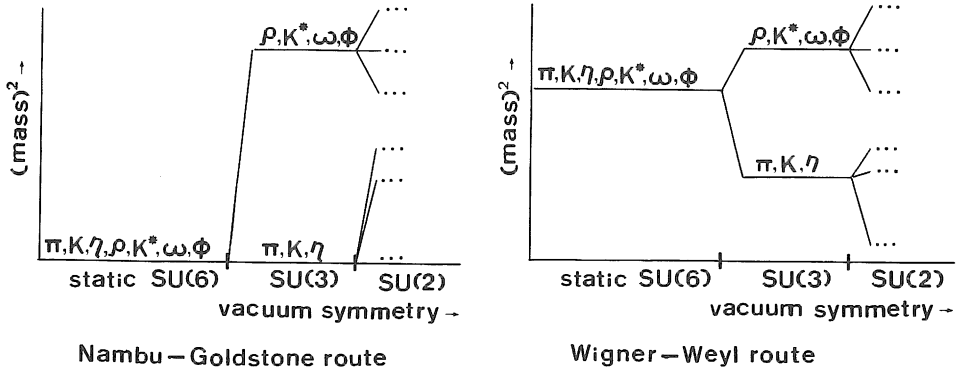 (mass)² →
ρ,K*,ω,Φ
...
...
...
...
...
π,K,η,ρ,K*,ω,Φ
π,K,η
...
static SU(6)
SU(3)
SU(2)
vacuum symmetry →
Nambu—Goldstone route
(mass)² →
ρ,K*,ω,Φ
...
π,K,η,ρ,K*,ω,Φ
...
...
...
π,K,η
...
...
static SU(6)
SU(3)
SU(2)
vacuum symmetry →
Wigner—Weyl route